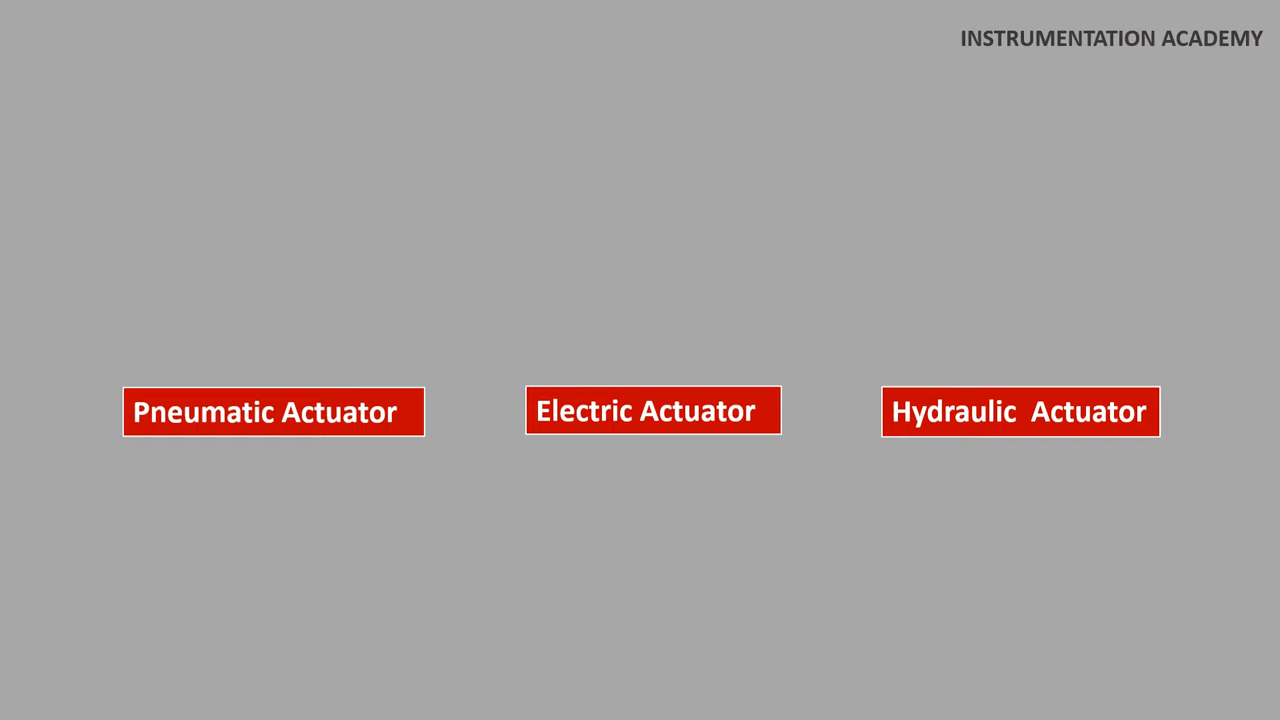 INSTRUMENTATION ACADEMY
Pneumatic Actuator
Electric Actuator
Hydraulic  Actuator